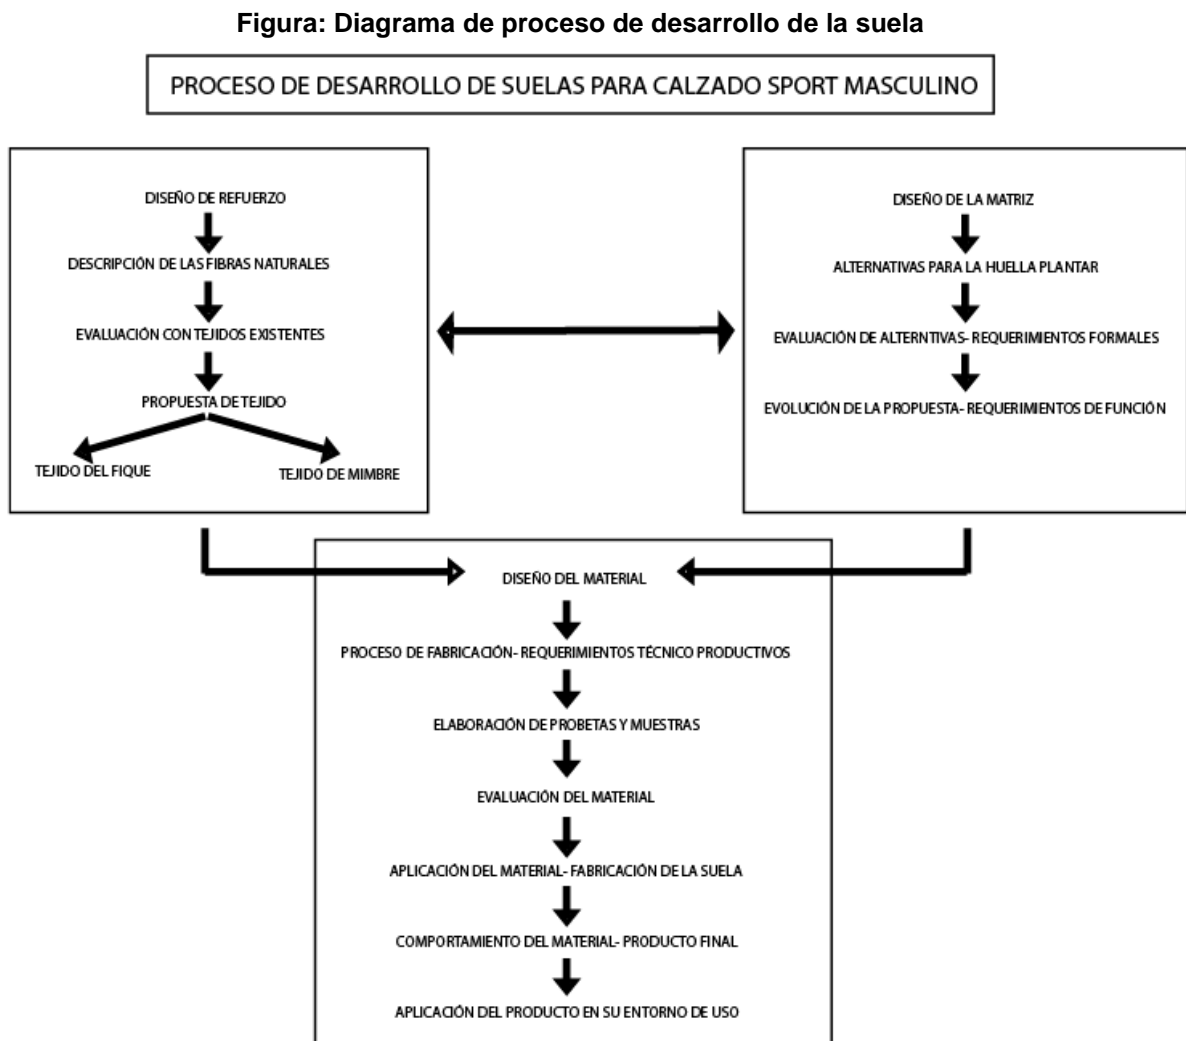 Figura: Diagrama de proceso de desarrollo de la suela
PROCESO DE DESARROLLO DE SUELAS PARA CALZADO SPORT MASCULINO
DISEÑO DE REFUERZO
DESCRIPCIÓN DE LAS FIBRAS NATURALES
EVALUACIÓN CON TEJIDOS EXISTENTES
PROPUESTA DE TEJIDO
TEJIDO DEL FIQUE
TEJIDO DE MIMBRE
DISEÑO DE LA MATRIZ
ALTERNATIVAS PARA LA HUELLA PLANTAR
EVALUACIÓN DE ALTERNTIVAS- REQUERIMIENTOS FORMALES
EVOLUCIÓN DE LA PROPUESTA- REQUERIMIENTOS DE FUNCIÓN
DISEÑO DEL MATERIAL
PROCESO DE FABRICACIÓN- REQUERIMIENTOS TÉCNICO PRODUCTIVOS
ELABORACIÓN DE PROBETAS Y MUESTRAS
EVALUACIÓN DEL MATERIAL
APLICACIÓN DEL MATERIAL- FABRICACIÓN DE LA SUELA
COMPORTAMIENTO DEL MATERIAL- PRODUCTO FINAL
APLICACIÓN DEL PRODUCTO EN SU ENTORNO DE USO